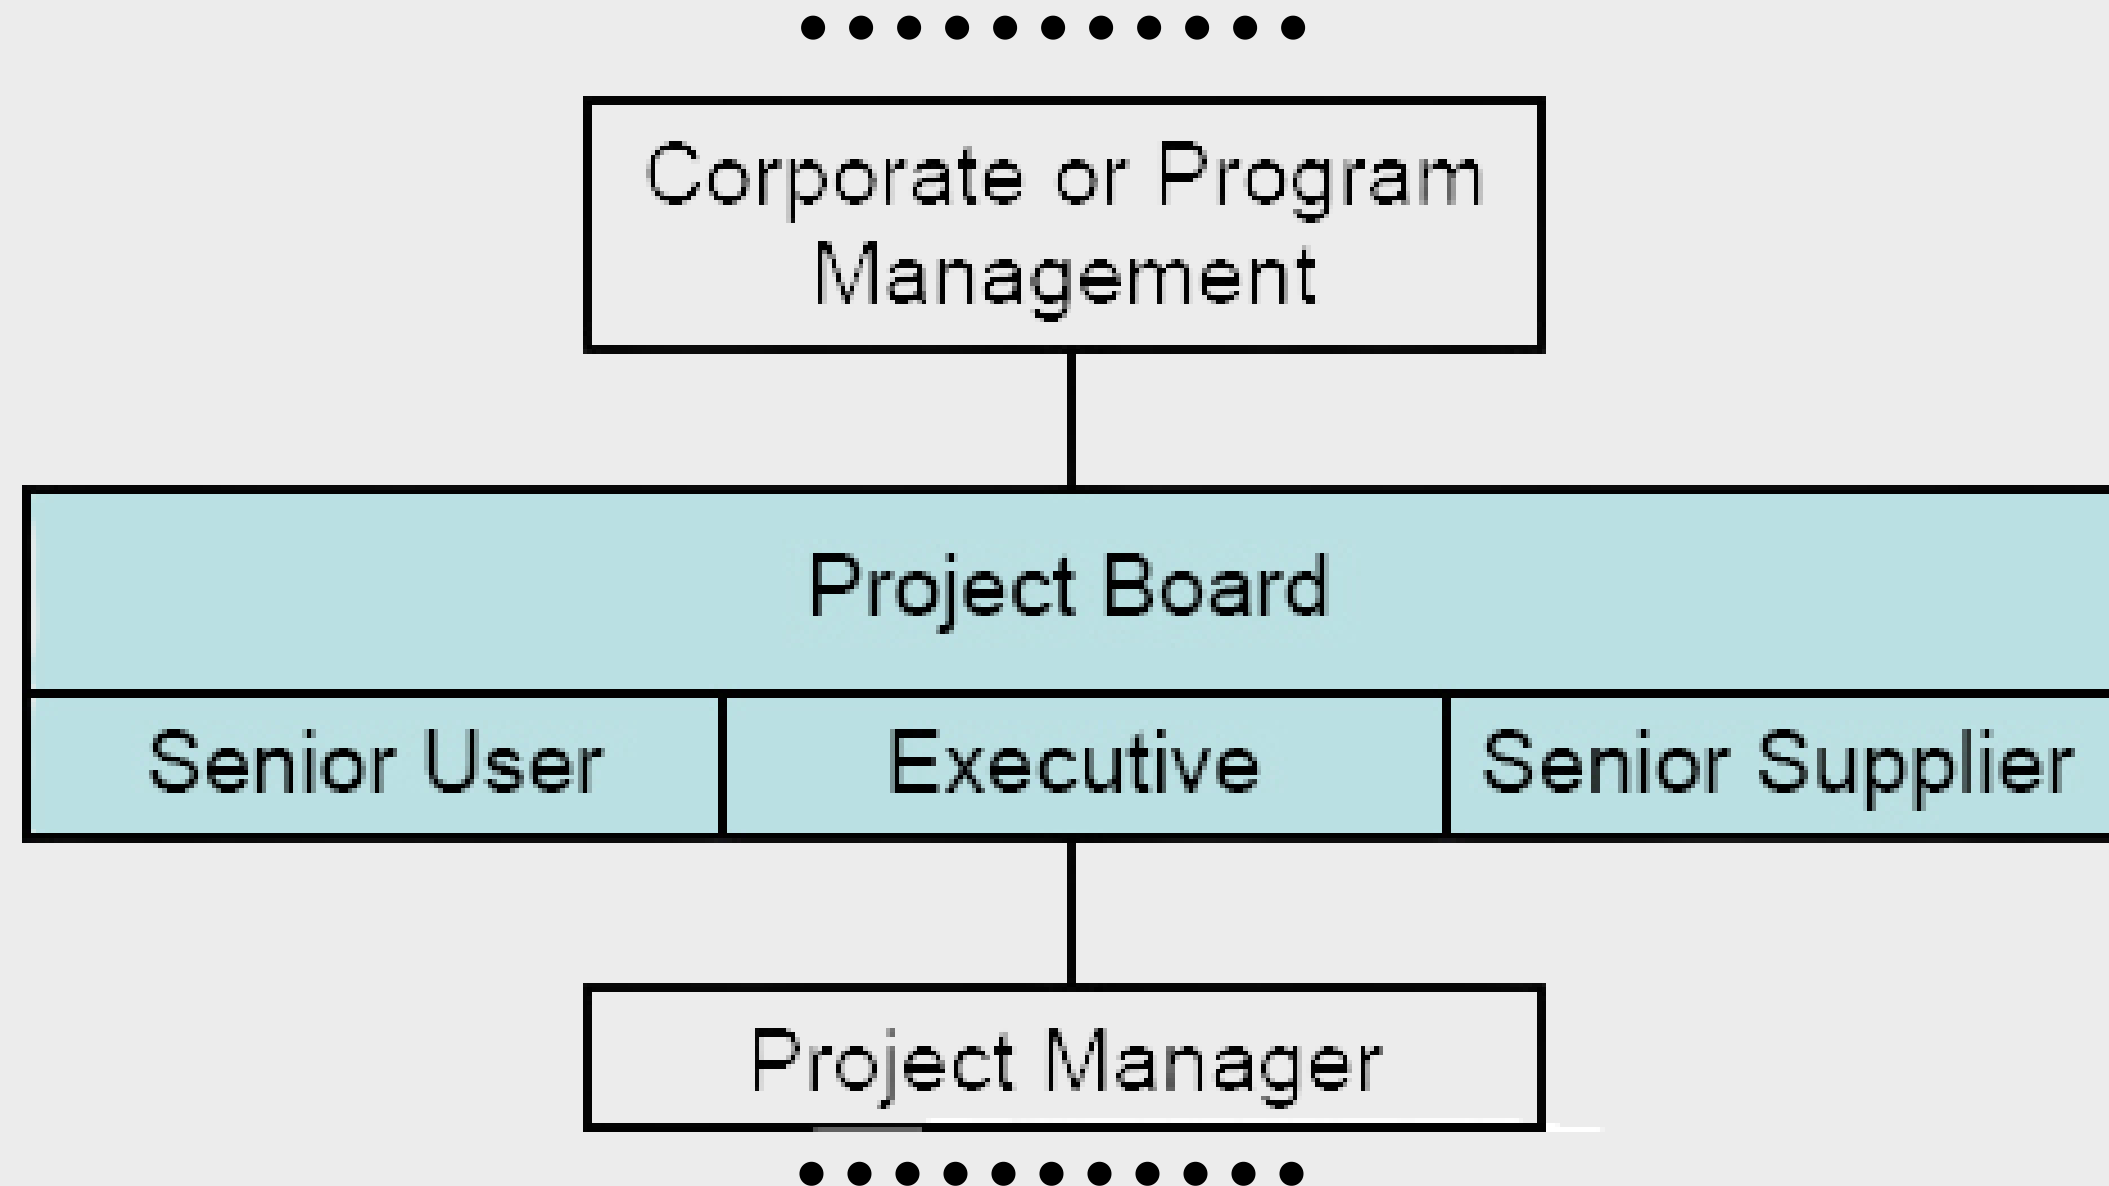 Corporate or Program
Management
Project Board
Senior User
Executive
Senior Supplier
Project Manager